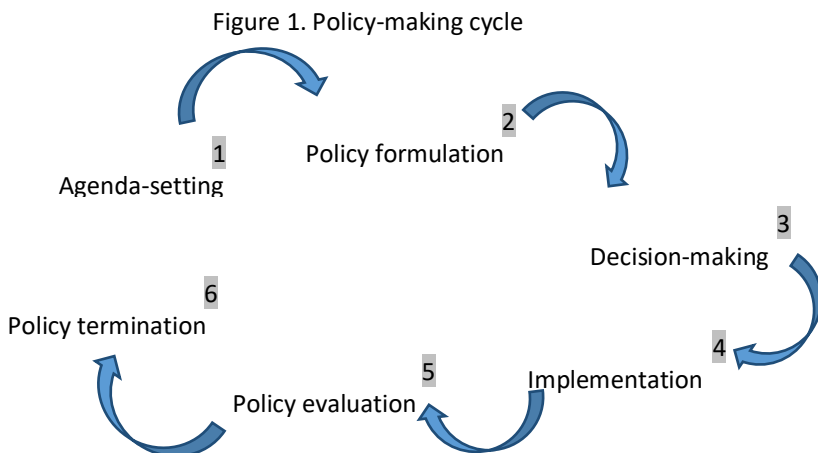 Figure 1. Policy-making cycle
1
Agenda-setting
2
Policy formulation
3
Decision-making
4
Implementation
5
Policy evaluation
6
Policy termination